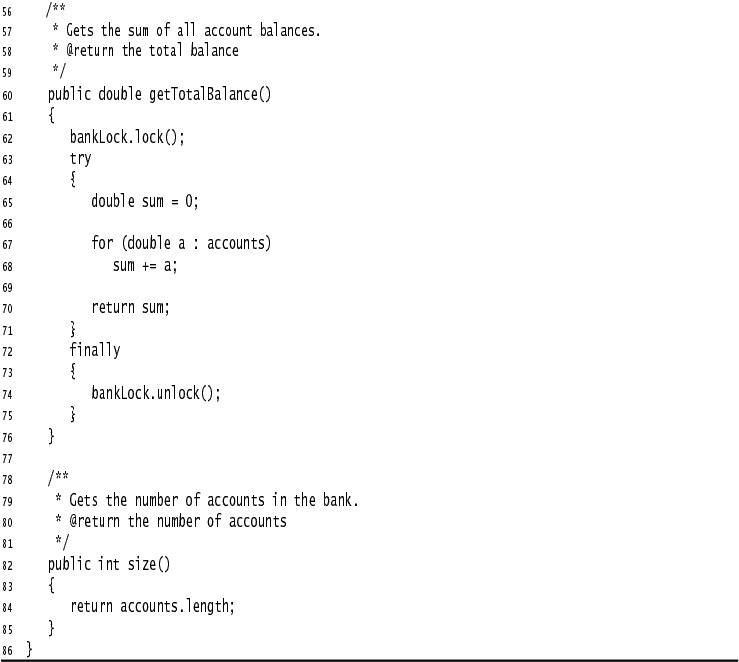 56 /**
57 * Gets the sum of all account balances.
58 * @return the total balance
59 */
60 public double getTotalBalance()
61 {
62 bankLock.lock();
63 try
64 {
65 double sum = 0;
66
67 for (double a : accounts)
68 sum += a;
69
70 return sum;
71 }
72 finally
73 {
74 bankLock.unlock();
75 }
76 }
77
78 /**
79 * Gets the number of accounts in the bank.
80 * @return the number of accounts
81 */
82 public int size()
83 {
84 return accounts.length;
85 }
86 }